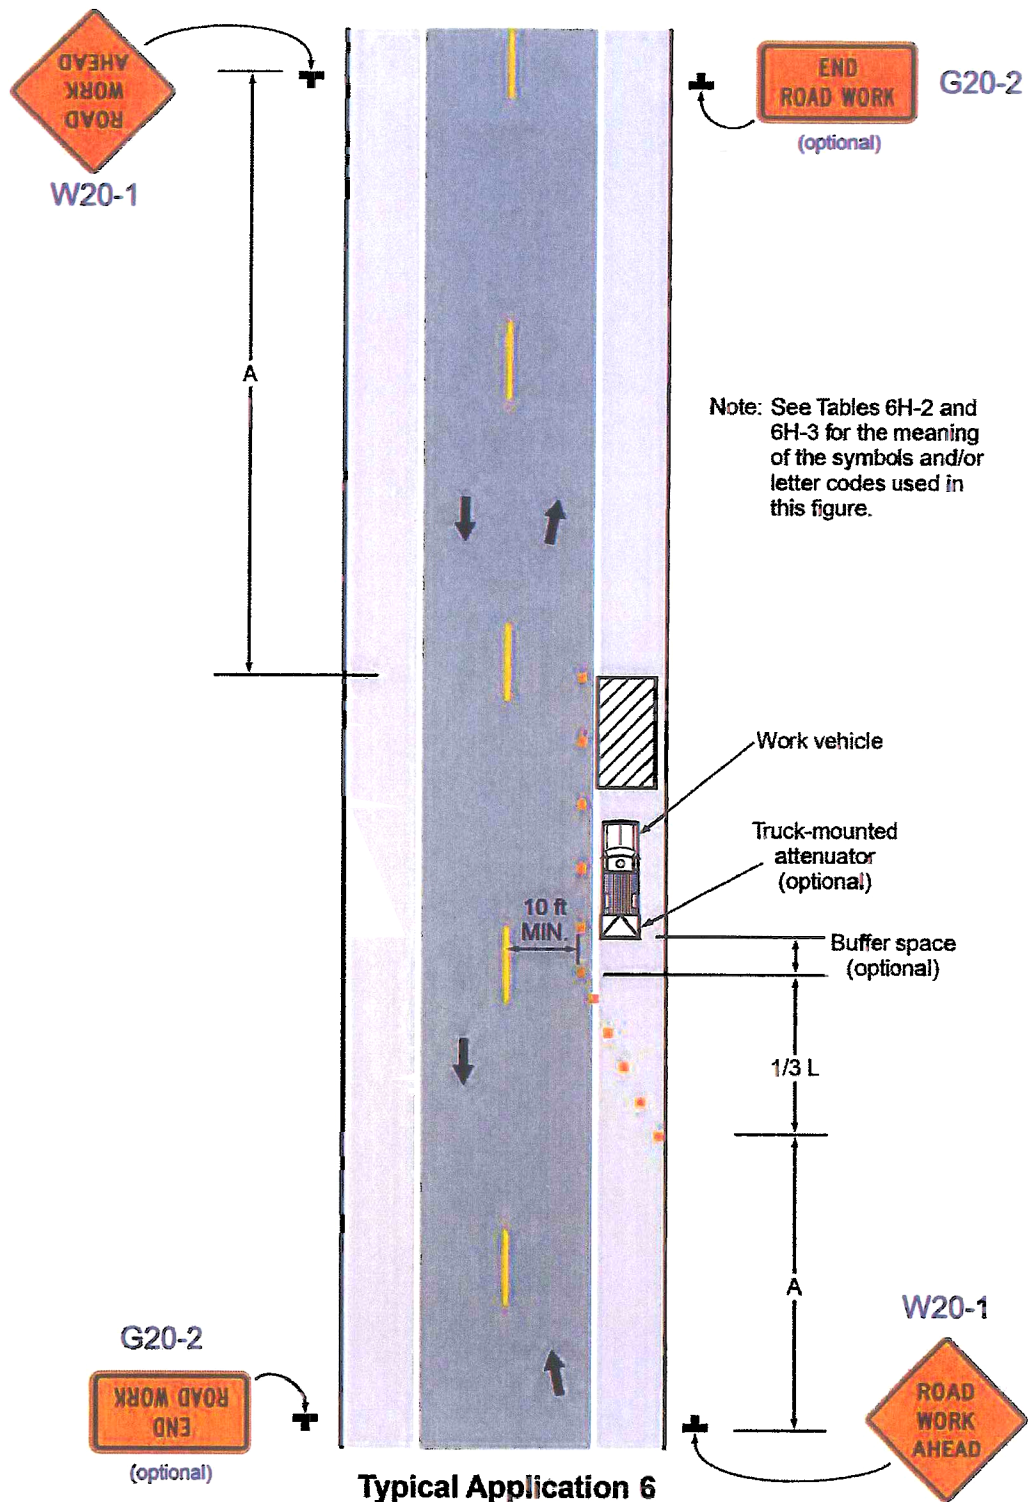 ROAD
WORK
AHEAD
W20-1
END
ROAD WORK
(optional)
G20-2
A
Note: See Tables 6H-2 and
6H-3 for the meaning
of the symbols and/or
letter codes used in
this figure.
Work vehicle
Truck-mounted
attenuator
(optional)
10 ft
MIN.
Buffer space
(optional)
1/3 L
A
W20-1
ROAD
WORK
AHEAD
G20-2
END
ROAD WORK
(optional)
Typical Application 6